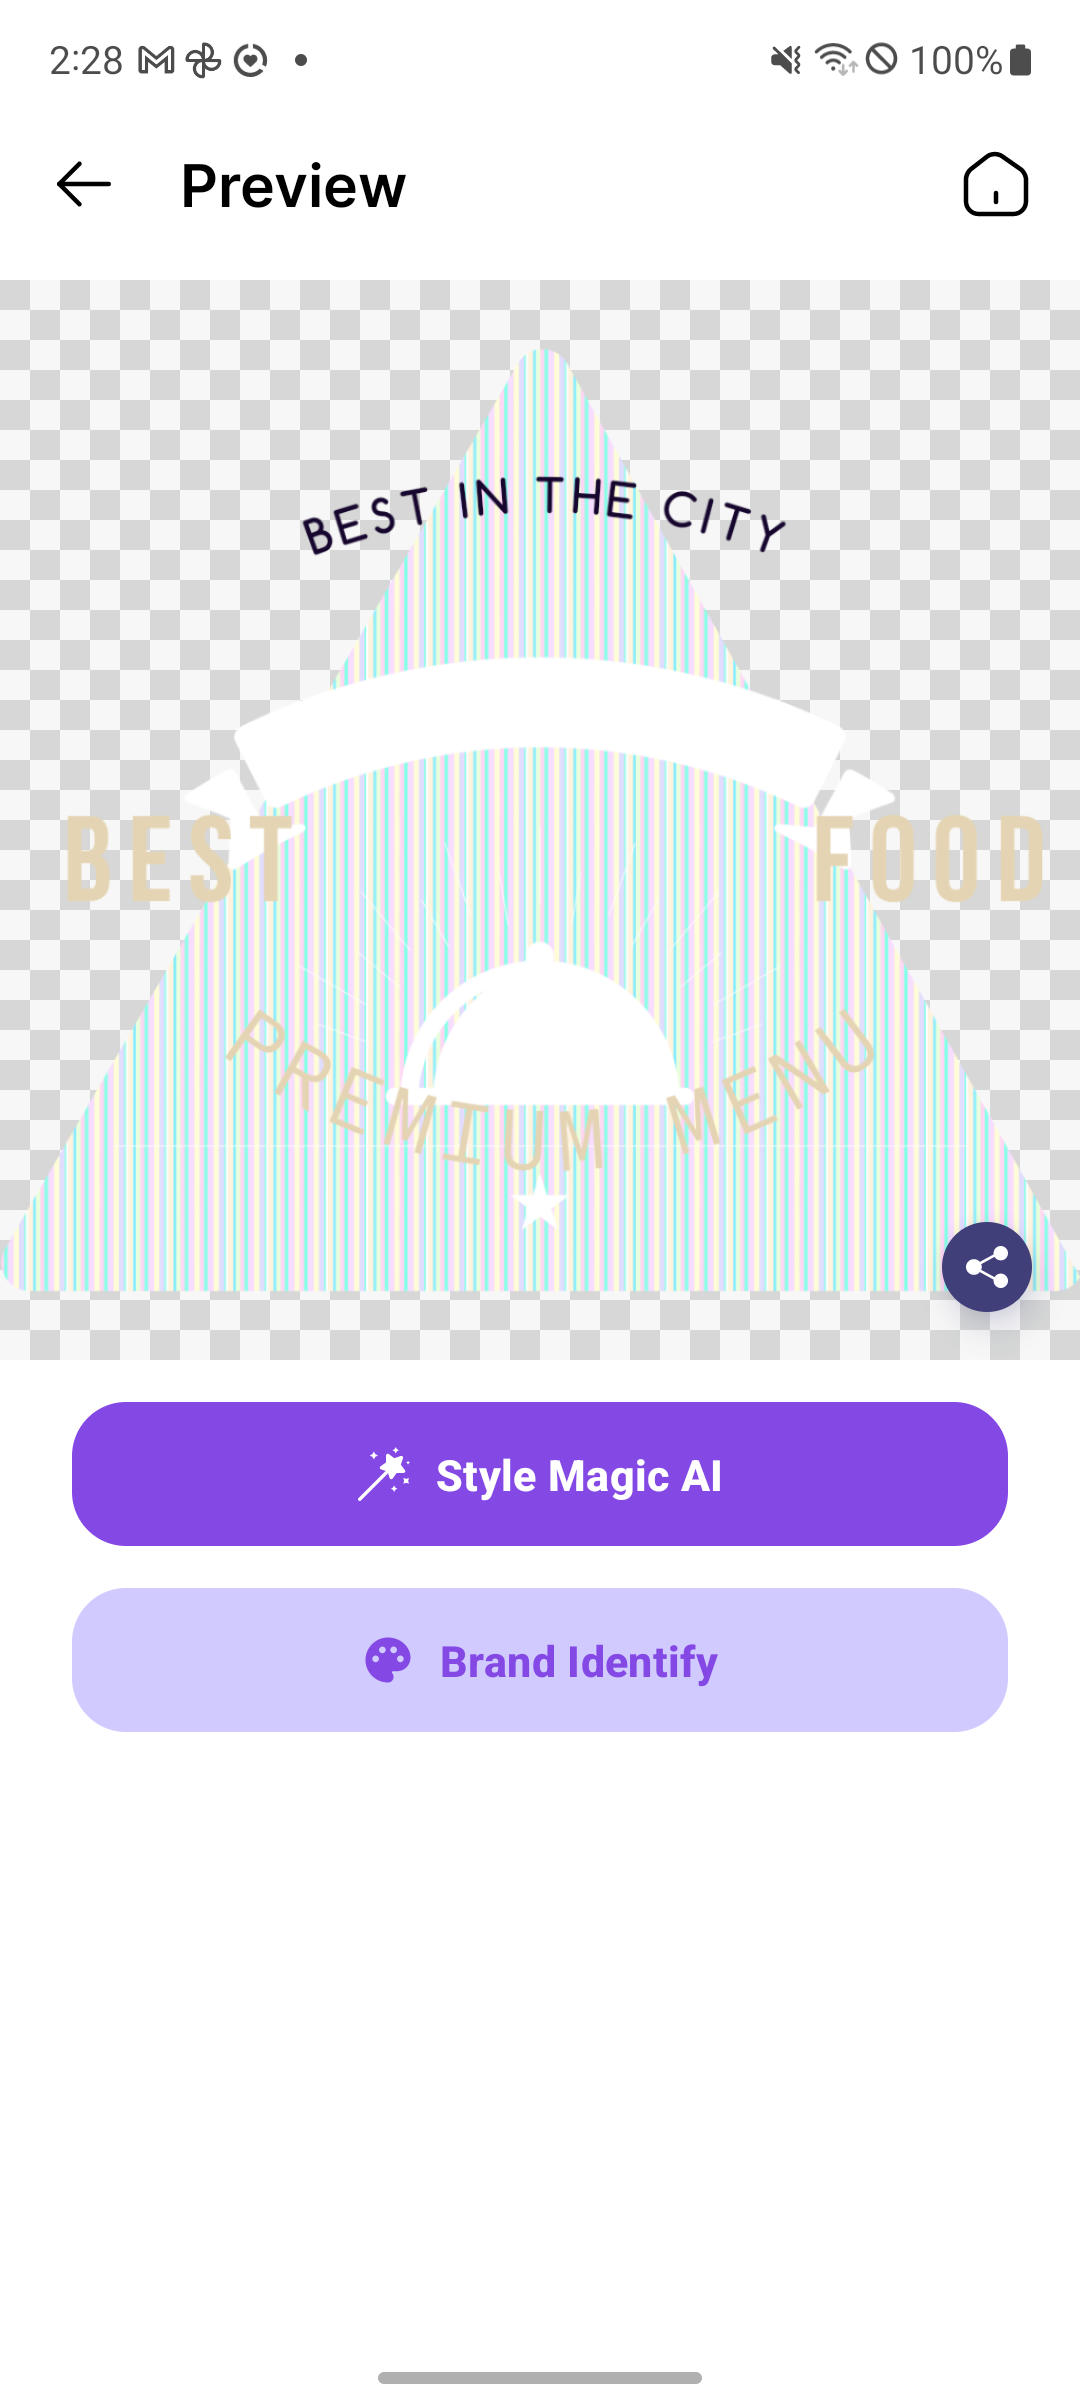 2:28
100%
Preview
BEST IN THE CITY
BEST FOOD
PREMIUM MENU
Style Magic AI
Brand Identify